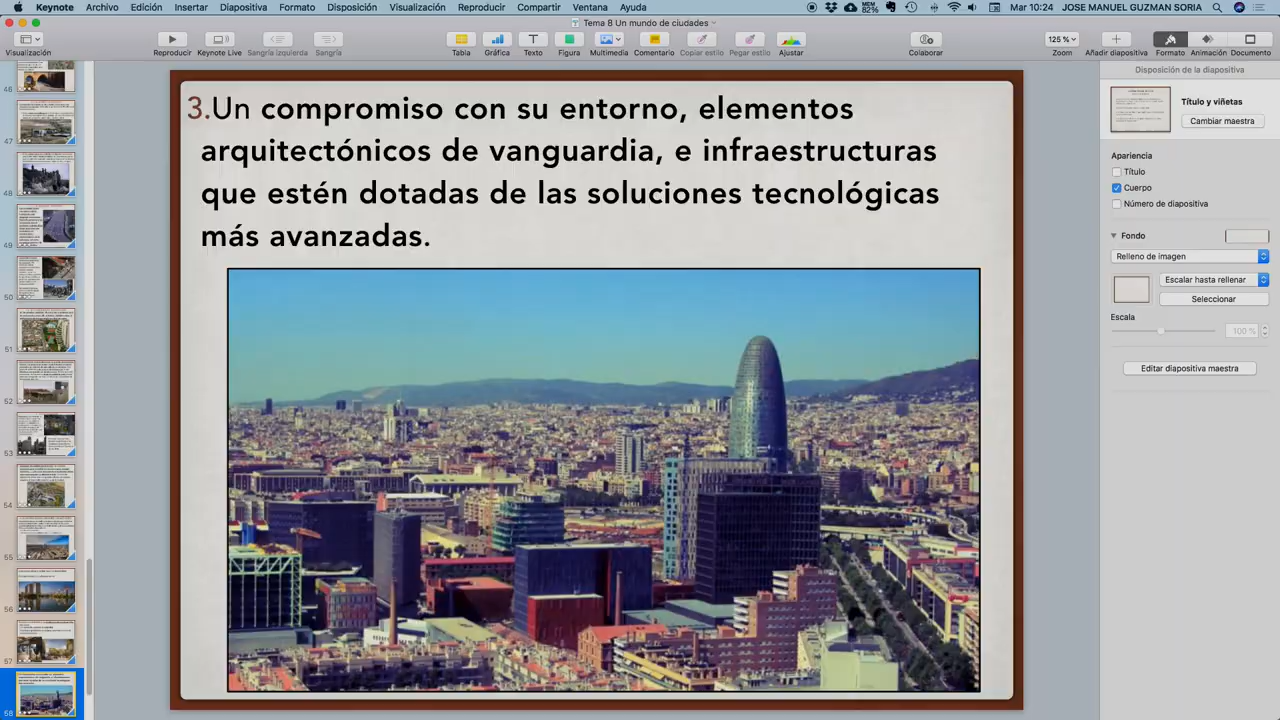 Keynote Archivo Edición Insertar Diapositiva Formato Disposición Visualización Reproducir Compartir Ventana Ayuda
Mar 10:24 JOSE MANUEL GUZMAN SORIA
Tema 8 Un mundo de ciudades
125 %
Visualización Reproducir Keynote Live Sangría izquierda Sangría Tabla Gráfica Texto Figura Multimedia Comentario Copiar estilo Pegar estilo Ajustar Colaborar Zoom Añadir diapositiva Formato Animación Documento
46
47
48
49
50
51
52
53
54
55
56
57
58
3.Un compromiso con su entorno, elementos
arquitectónicos de vanguardia, e infraestructuras
que estén dotadas de las soluciones tecnológicas
más avanzadas.
Disposición de la diapositiva
Título y viñetas
Cambiar maestra
Apariencia
Título
Cuerpo
Número de diapositiva
Fondo
Relleno de imagen
Escalar hasta rellenar
Seleccionar
Escala
100 %
Editar diapositiva maestra